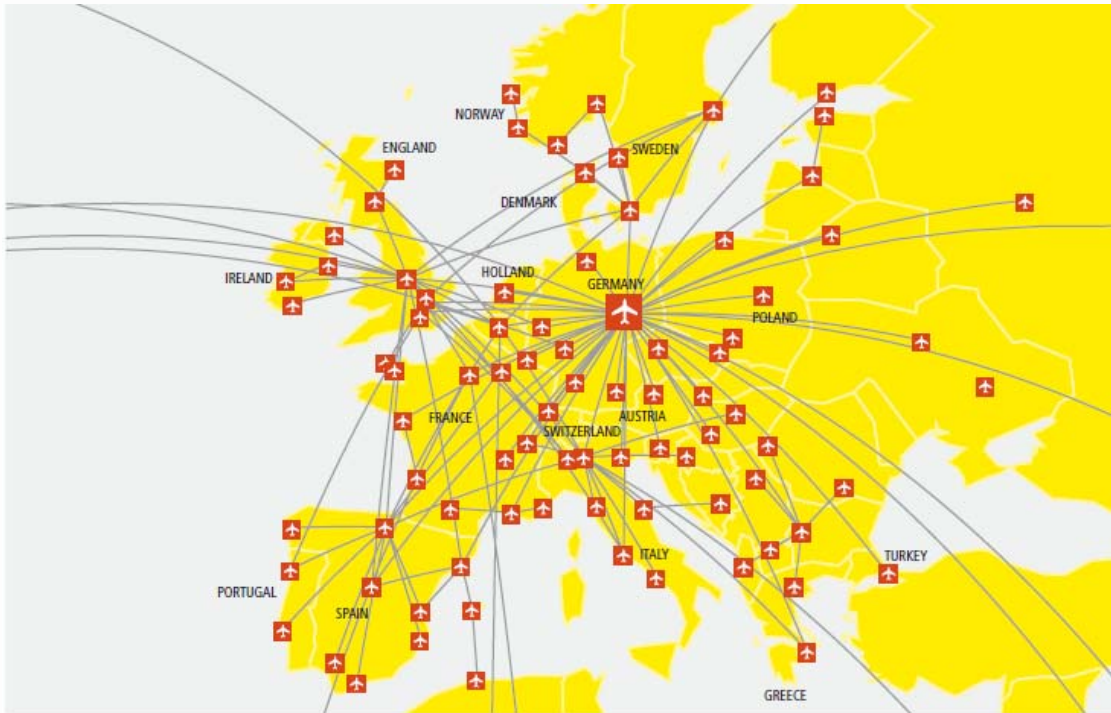 NORWAY
ENGLAND
SWEDEN
DENMARK
IRELAND
HOLLAND
GERMANY
POLAND
FRANCE
AUSTRIA
SWITZERLAND
ITALY
TURKEY
PORTUGAL
SPAIN
GREECE